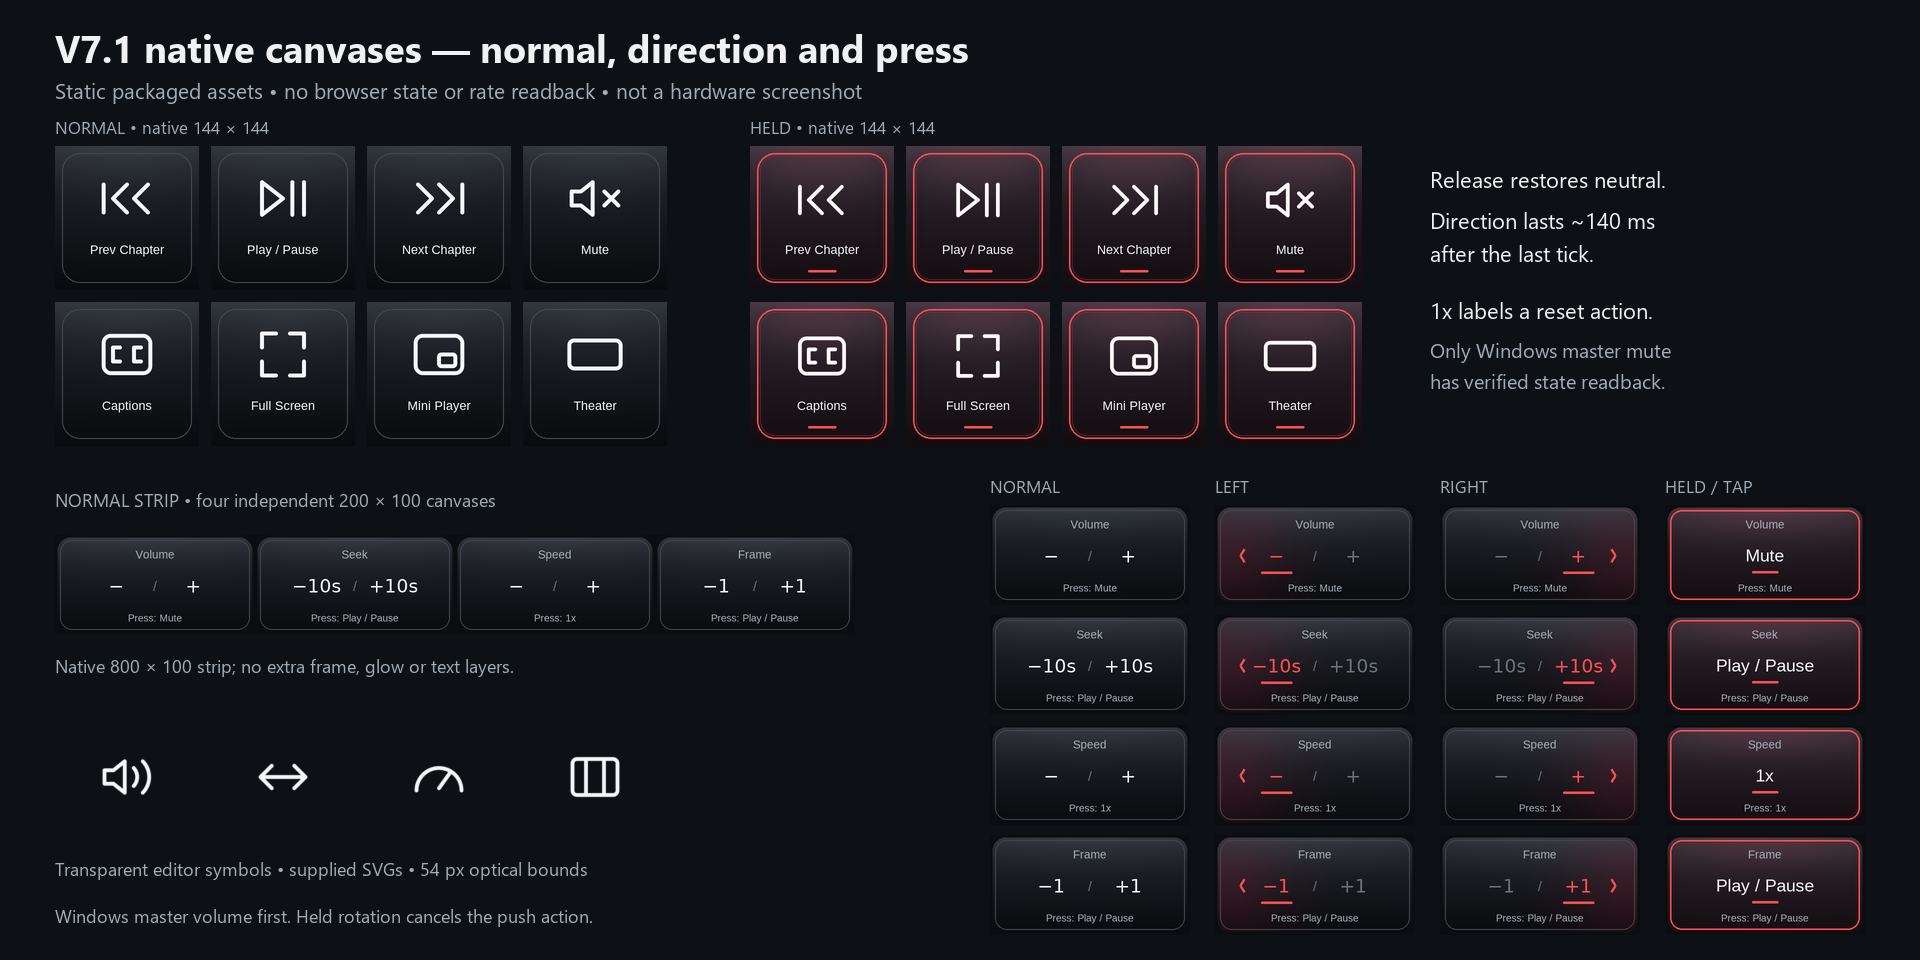 V7.1 native canvases — normal, direction and press
Static packaged assets • no browser state or rate readback • not a hardware screenshot
NORMAL • native 144 × 144
Prev Chapter
Play / Pause
Next Chapter
Mute
CC
Captions
Full Screen
Mini Player
Theater
HELD • native 144 × 144
Prev Chapter
Play / Pause
Next Chapter
Mute
CC
Captions
Full Screen
Mini Player
Theater
Release restores neutral.
Direction lasts ~140 ms
after the last tick.
1x labels a reset action.
Only Windows master mute
has verified state readback.
NORMAL STRIP • four independent 200 × 100 canvases
Volume
− / +
Press: Mute
Seek
−10s / +10s
Press: Play / Pause
Speed
− / +
Press: 1x
Frame
−1 / +1
Press: Play / Pause
Native 800 × 100 strip; no extra frame, glow or text layers.
Transparent editor symbols • supplied SVGs • 54 px optical bounds
Windows master volume first. Held rotation cancels the push action.
NORMAL
LEFT
RIGHT
HELD / TAP
Volume
− / +
Press: Mute
Volume
‹ − / +
Press: Mute
Volume
− / + ›
Press: Mute
Volume
Mute
Press: Mute
Seek
−10s / +10s
Press: Play / Pause
Seek
‹ −10s / +10s
Press: Play / Pause
Seek
−10s / +10s ›
Press: Play / Pause
Seek
Play / Pause
Press: Play / Pause
Speed
− / +
Press: 1x
Speed
‹ − / +
Press: 1x
Speed
− / + ›
Press: 1x
Speed
1x
Press: 1x
Frame
−1 / +1
Press: Play / Pause
Frame
‹ −1 / +1
Press: Play / Pause
Frame
−1 / +1 ›
Press: Play / Pause
Frame
Play / Pause
Press: Play / Pause